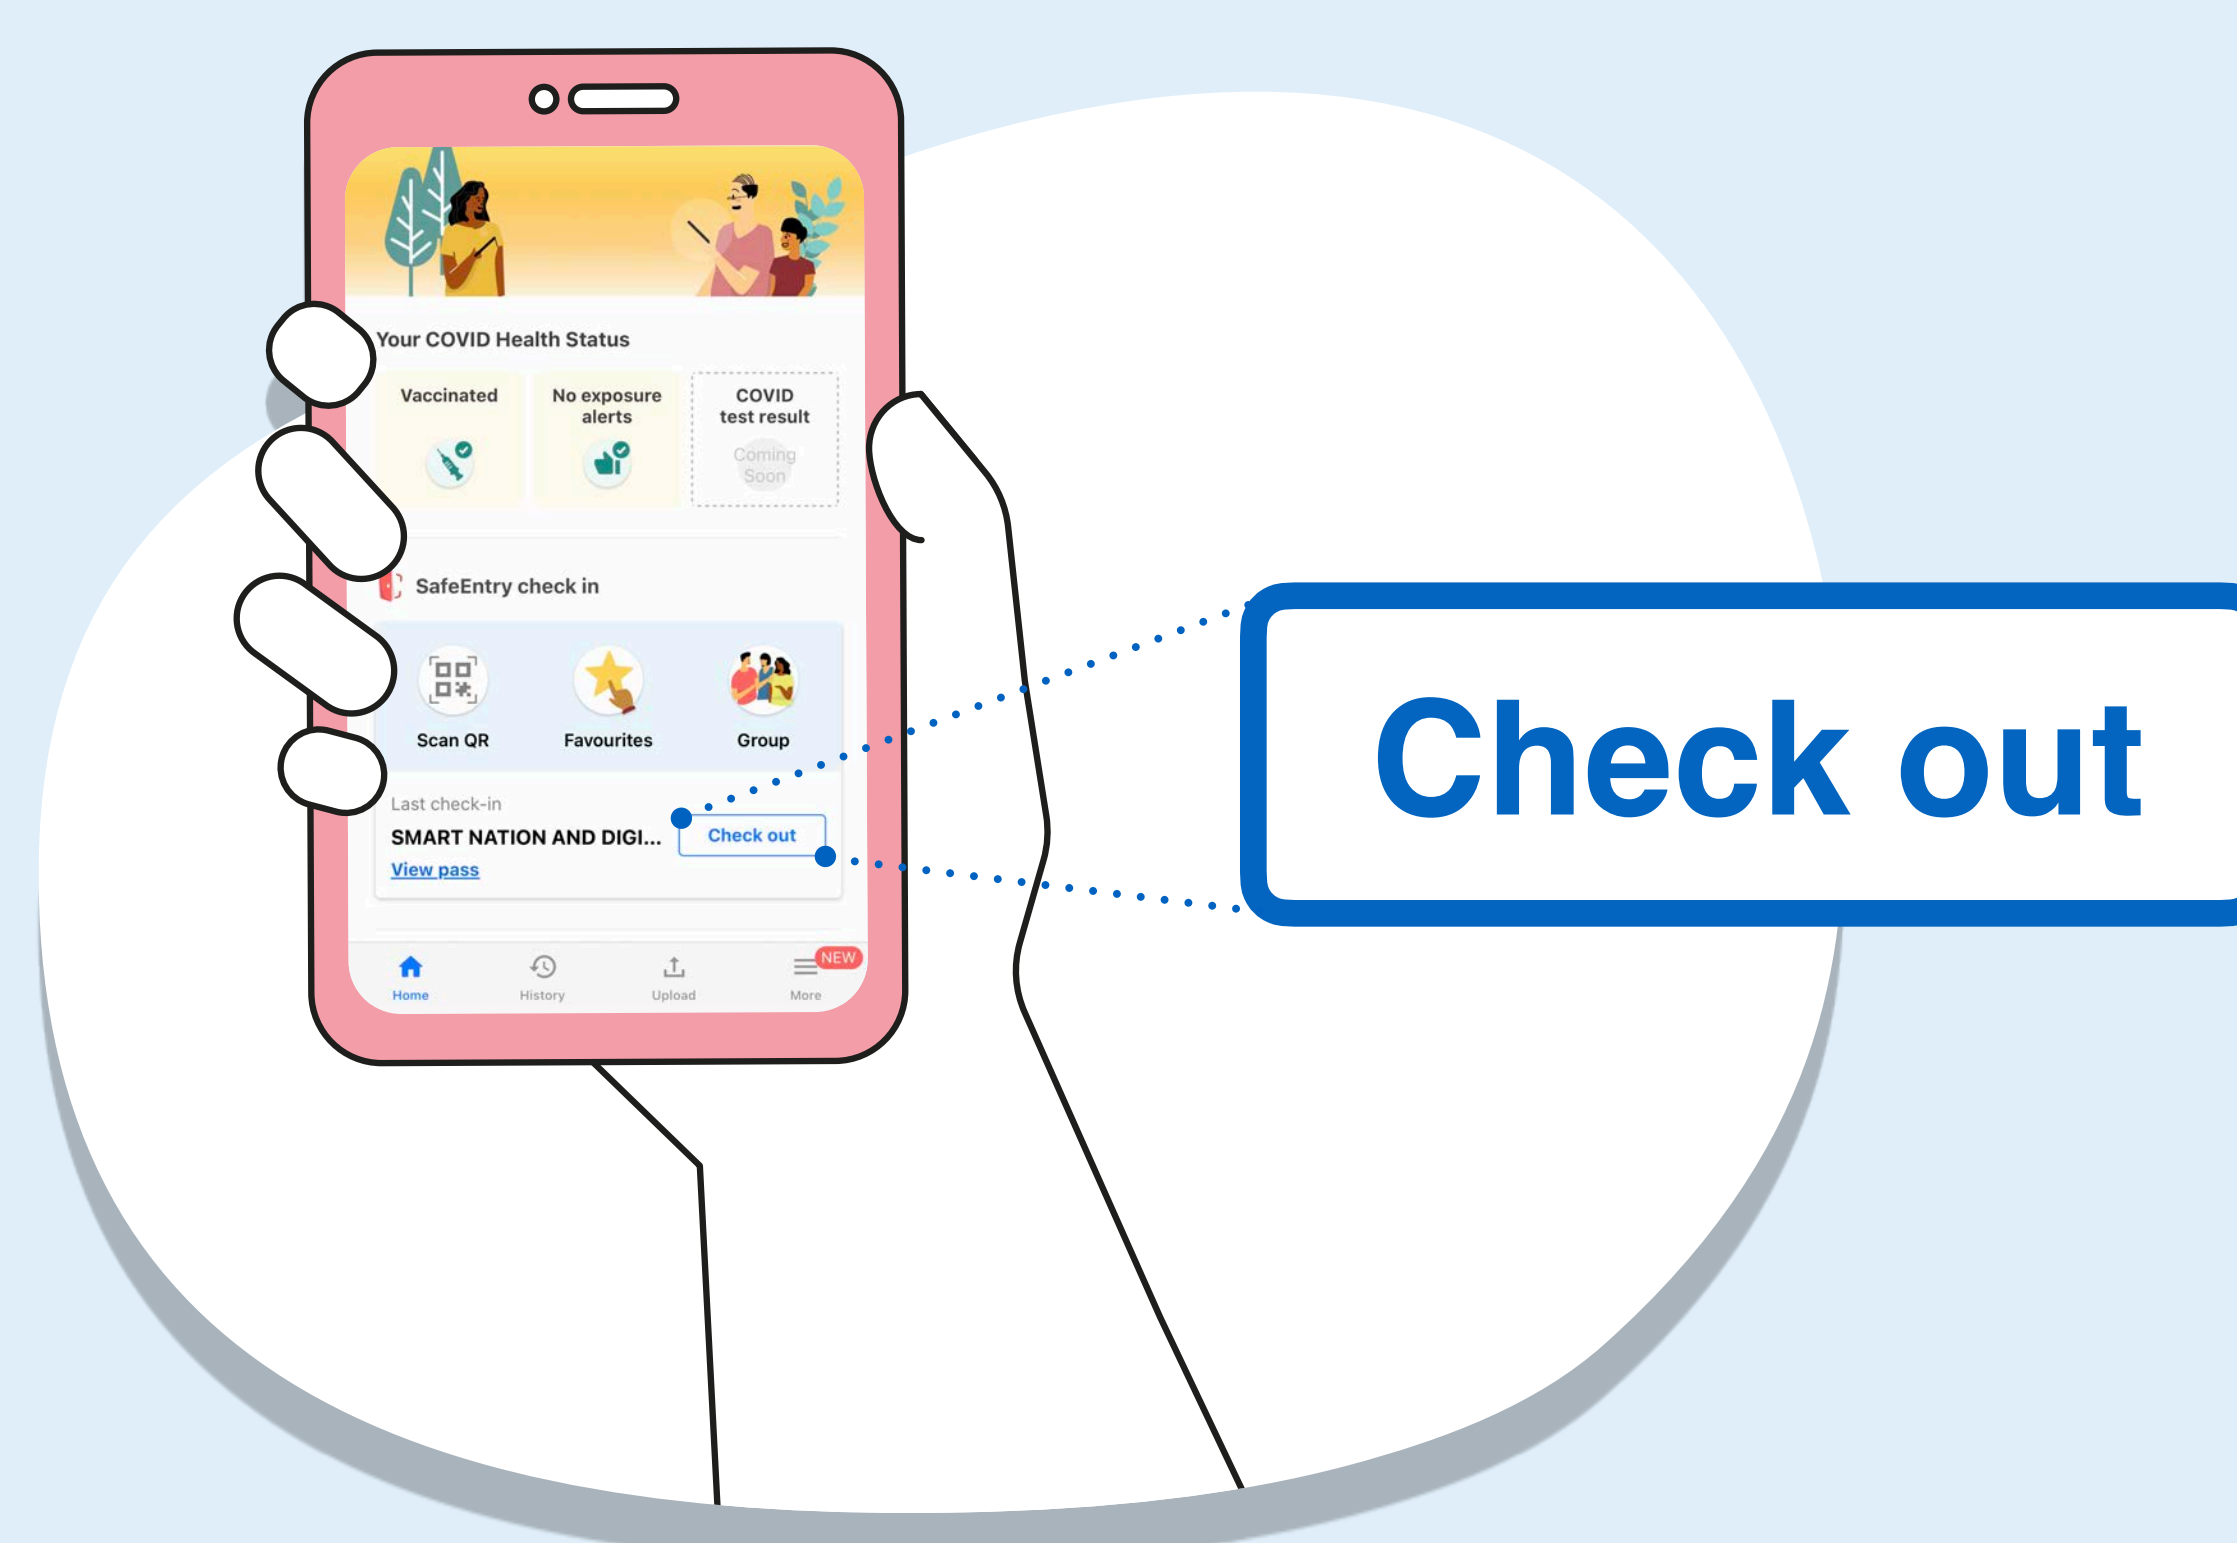 Your COVID Health Status
Vaccinated
No exposure
alerts
COVID
test result
Coming
Soon
SafeEntry check in
Scan QR
Favourites
Group
Last check-in
SMART NATION AND DIGI...
Check out
View pass
Home
History
Upload
More
NEW
Check out